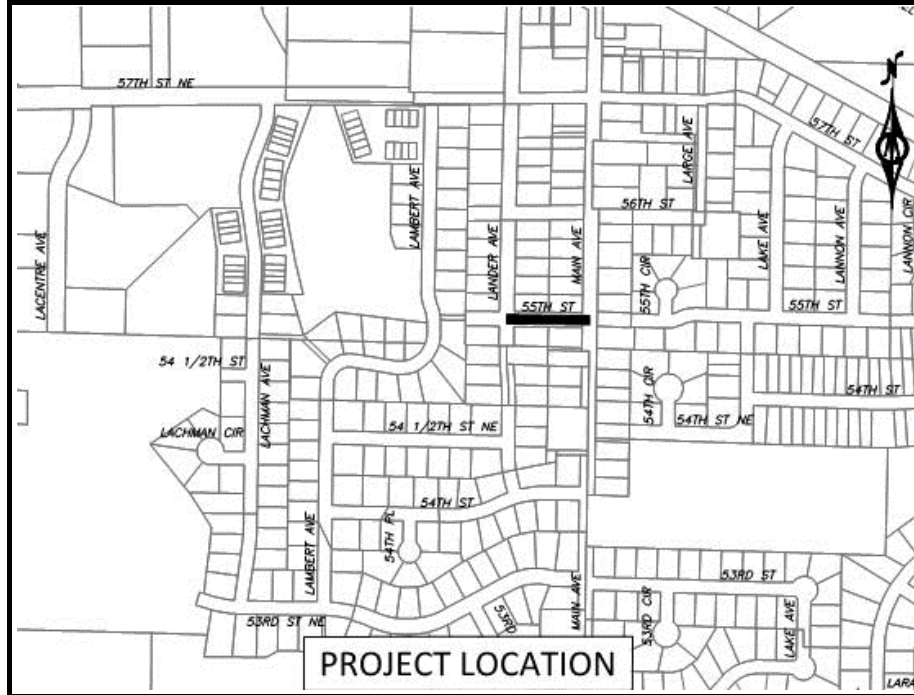 57TH ST NE
N
57TH ST
LARGE AVE
LAMBERT AVE
56TH ST
LANNON CIR
LACENTRE AVE
LANDER AVE
MAIN AVE
LAKE AVE
LANNON AVE
55TH CIR
55TH ST
55TH ST
54 1/2TH ST
LACHMAN AVE
54TH CIR
54TH ST
54TH ST NE
LACHMAN CIR
54 1/2TH ST NE
54TH ST
54TH PL
LAMBERT AVE
53RD ST
53RD ST NE
53RD
MAIN AVE
53RD CIR
LAKE AVE
PROJECT LOCATION
LARA